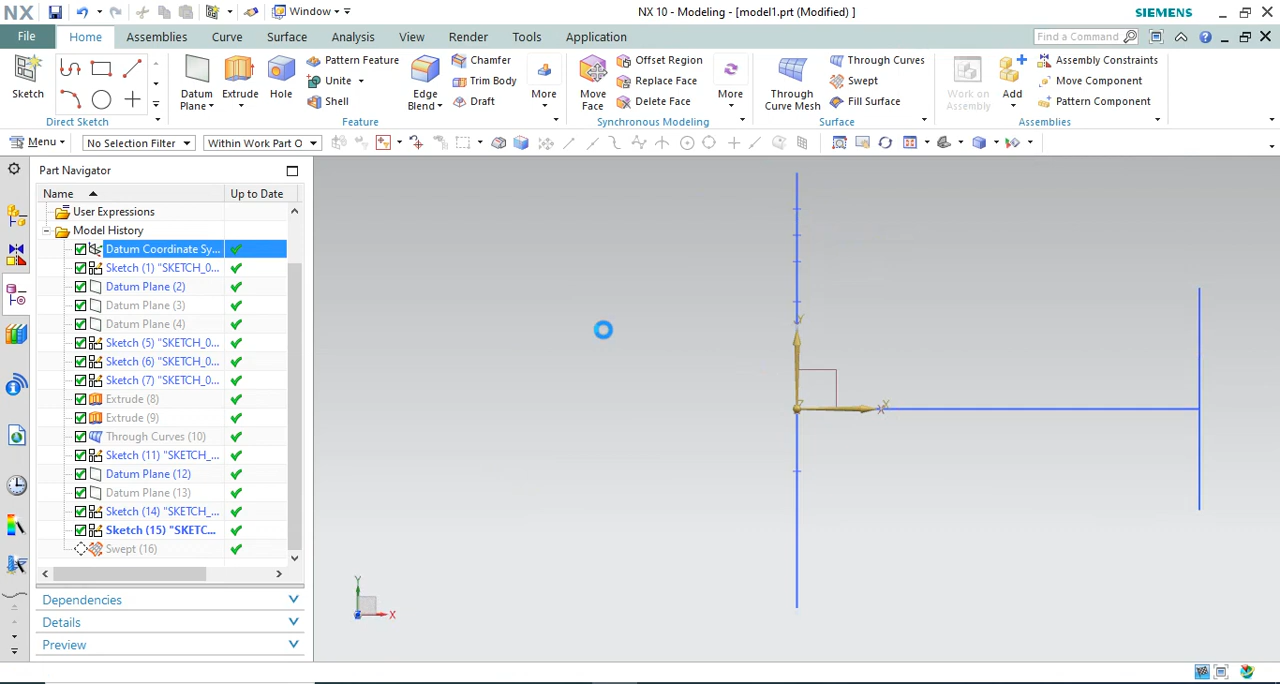 NX Window NX 10 - Modeling - [model1.prt (Modified) ] SIEMENS
File Home Assemblies Curve Surface Analysis View Render Tools Application Find a Command
Sketch
Direct Sketch
Datum Plane
Extrude
Hole
Pattern Feature
Unite
Shell
Edge Blend
Chamfer
Trim Body
Draft
More
Feature
Move Face
Offset Region
Replace Face
Delete Face
More
Synchronous Modeling
Through Curve Mesh
Through Curves
Swept
Fill Surface
Surface
Work on Assembly
Add
Assembly Constraints
Move Component
Pattern Component
Assemblies
Menu No Selection Filter Within Work Part O
Part Navigator
Name Up to Date
User Expressions
Model History
Datum Coordinate Sy...
Sketch (1) "SKETCH_0...
Datum Plane (2)
Datum Plane (3)
Datum Plane (4)
Sketch (5) "SKETCH_0...
Sketch (6) "SKETCH_0...
Sketch (7) "SKETCH_0...
Extrude (8)
Extrude (9)
Through Curves (10)
Sketch (11) "SKETCH_...
Datum Plane (12)
Datum Plane (13)
Sketch (14) "SKETCH_...
Sketch (15) "SKETC...
Swept (16)
Dependencies
Details
Preview
Y
X
Z
Y
X